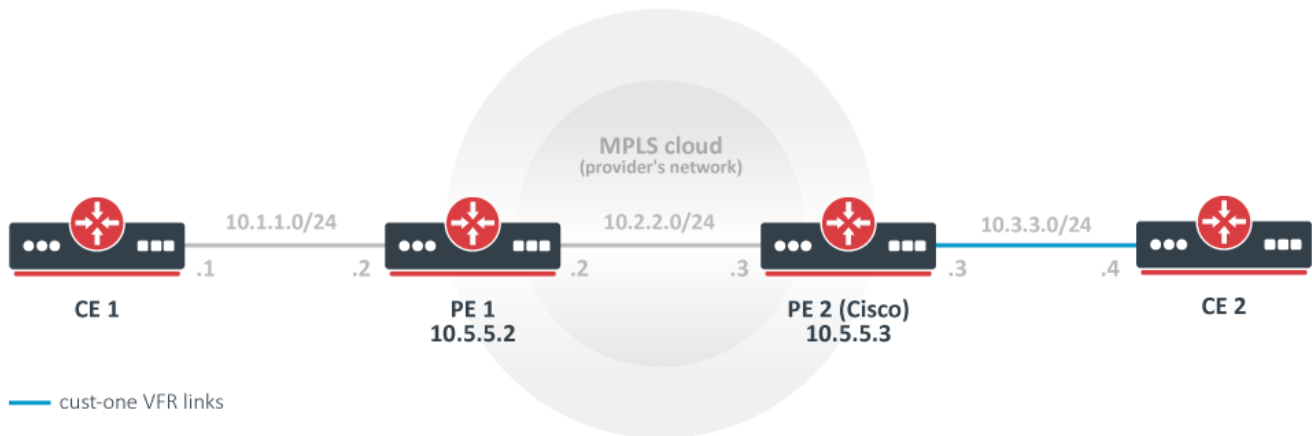 MPLS cloud
(provider's network)
10.1.1.0/24
10.2.2.0/24
10.3.3.0/24
.1
.2
.2
.3
.3
.4
CE 1
PE 1
10.5.5.2
PE 2 (Cisco)
10.5.5.3
CE 2
cust-one VFR links